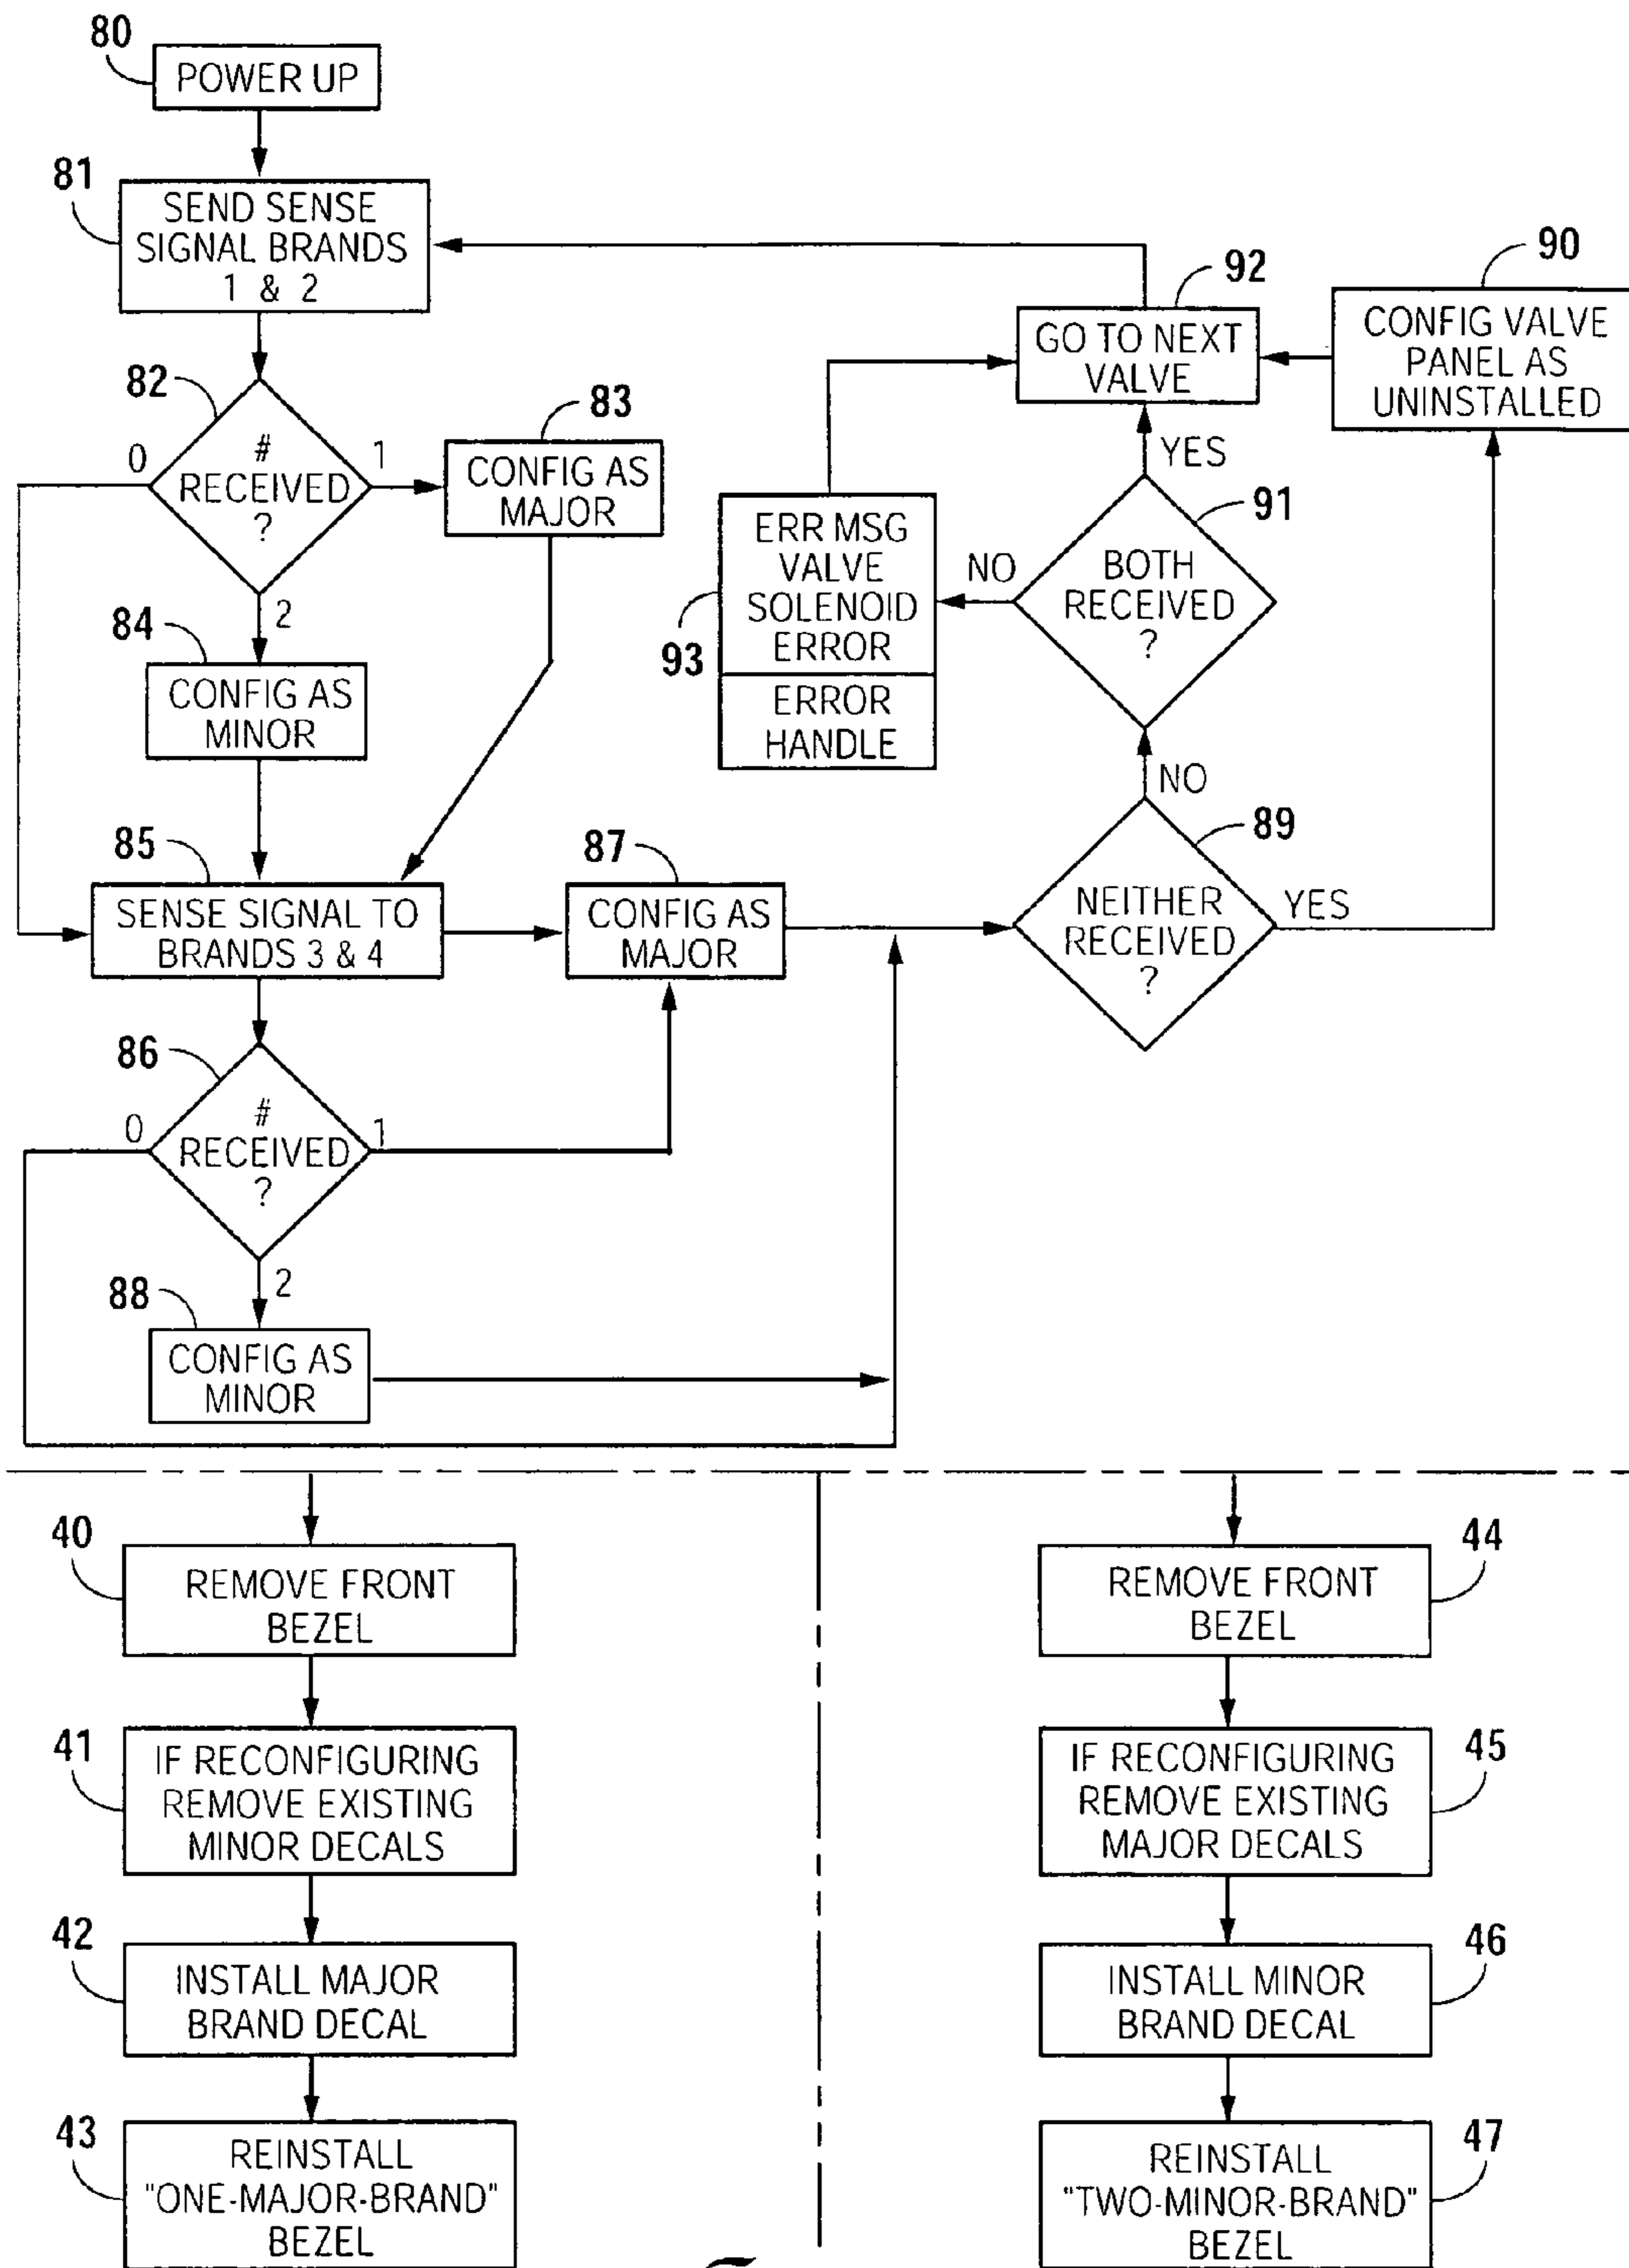 80
POWER UP
81
SEND SENSE
SIGNAL BRANDS
1 & 2
82
#
RECEIVED
?
0
1
2
83
CONFIG AS
MAJOR
84
CONFIG AS
MINOR
85
SENSE SIGNAL TO
BRANDS 3 & 4
86
#
RECEIVED
?
0
1
2
87
CONFIG AS
MAJOR
88
CONFIG AS
MINOR
89
NEITHER
RECEIVED
?
YES
NO
90
CONFIG VALVE
PANEL AS
UNINSTALLED
91
BOTH
RECEIVED
?
YES
NO
92
GO TO NEXT
VALVE
93
ERR MSG
VALVE
SOLENOID
ERROR
ERROR
HANDLE
40
REMOVE FRONT
BEZEL
41
IF RECONFIGURING
REMOVE EXISTING
MINOR DECALS
42
INSTALL MAJOR
BRAND DECAL
43
REINSTALL
"ONE-MAJOR-BRAND"
BEZEL
44
REMOVE FRONT
BEZEL
45
IF RECONFIGURING
REMOVE EXISTING
MAJOR DECALS
46
INSTALL MINOR
BRAND DECAL
47
REINSTALL
"TWO-MINOR-BRAND"
BEZEL